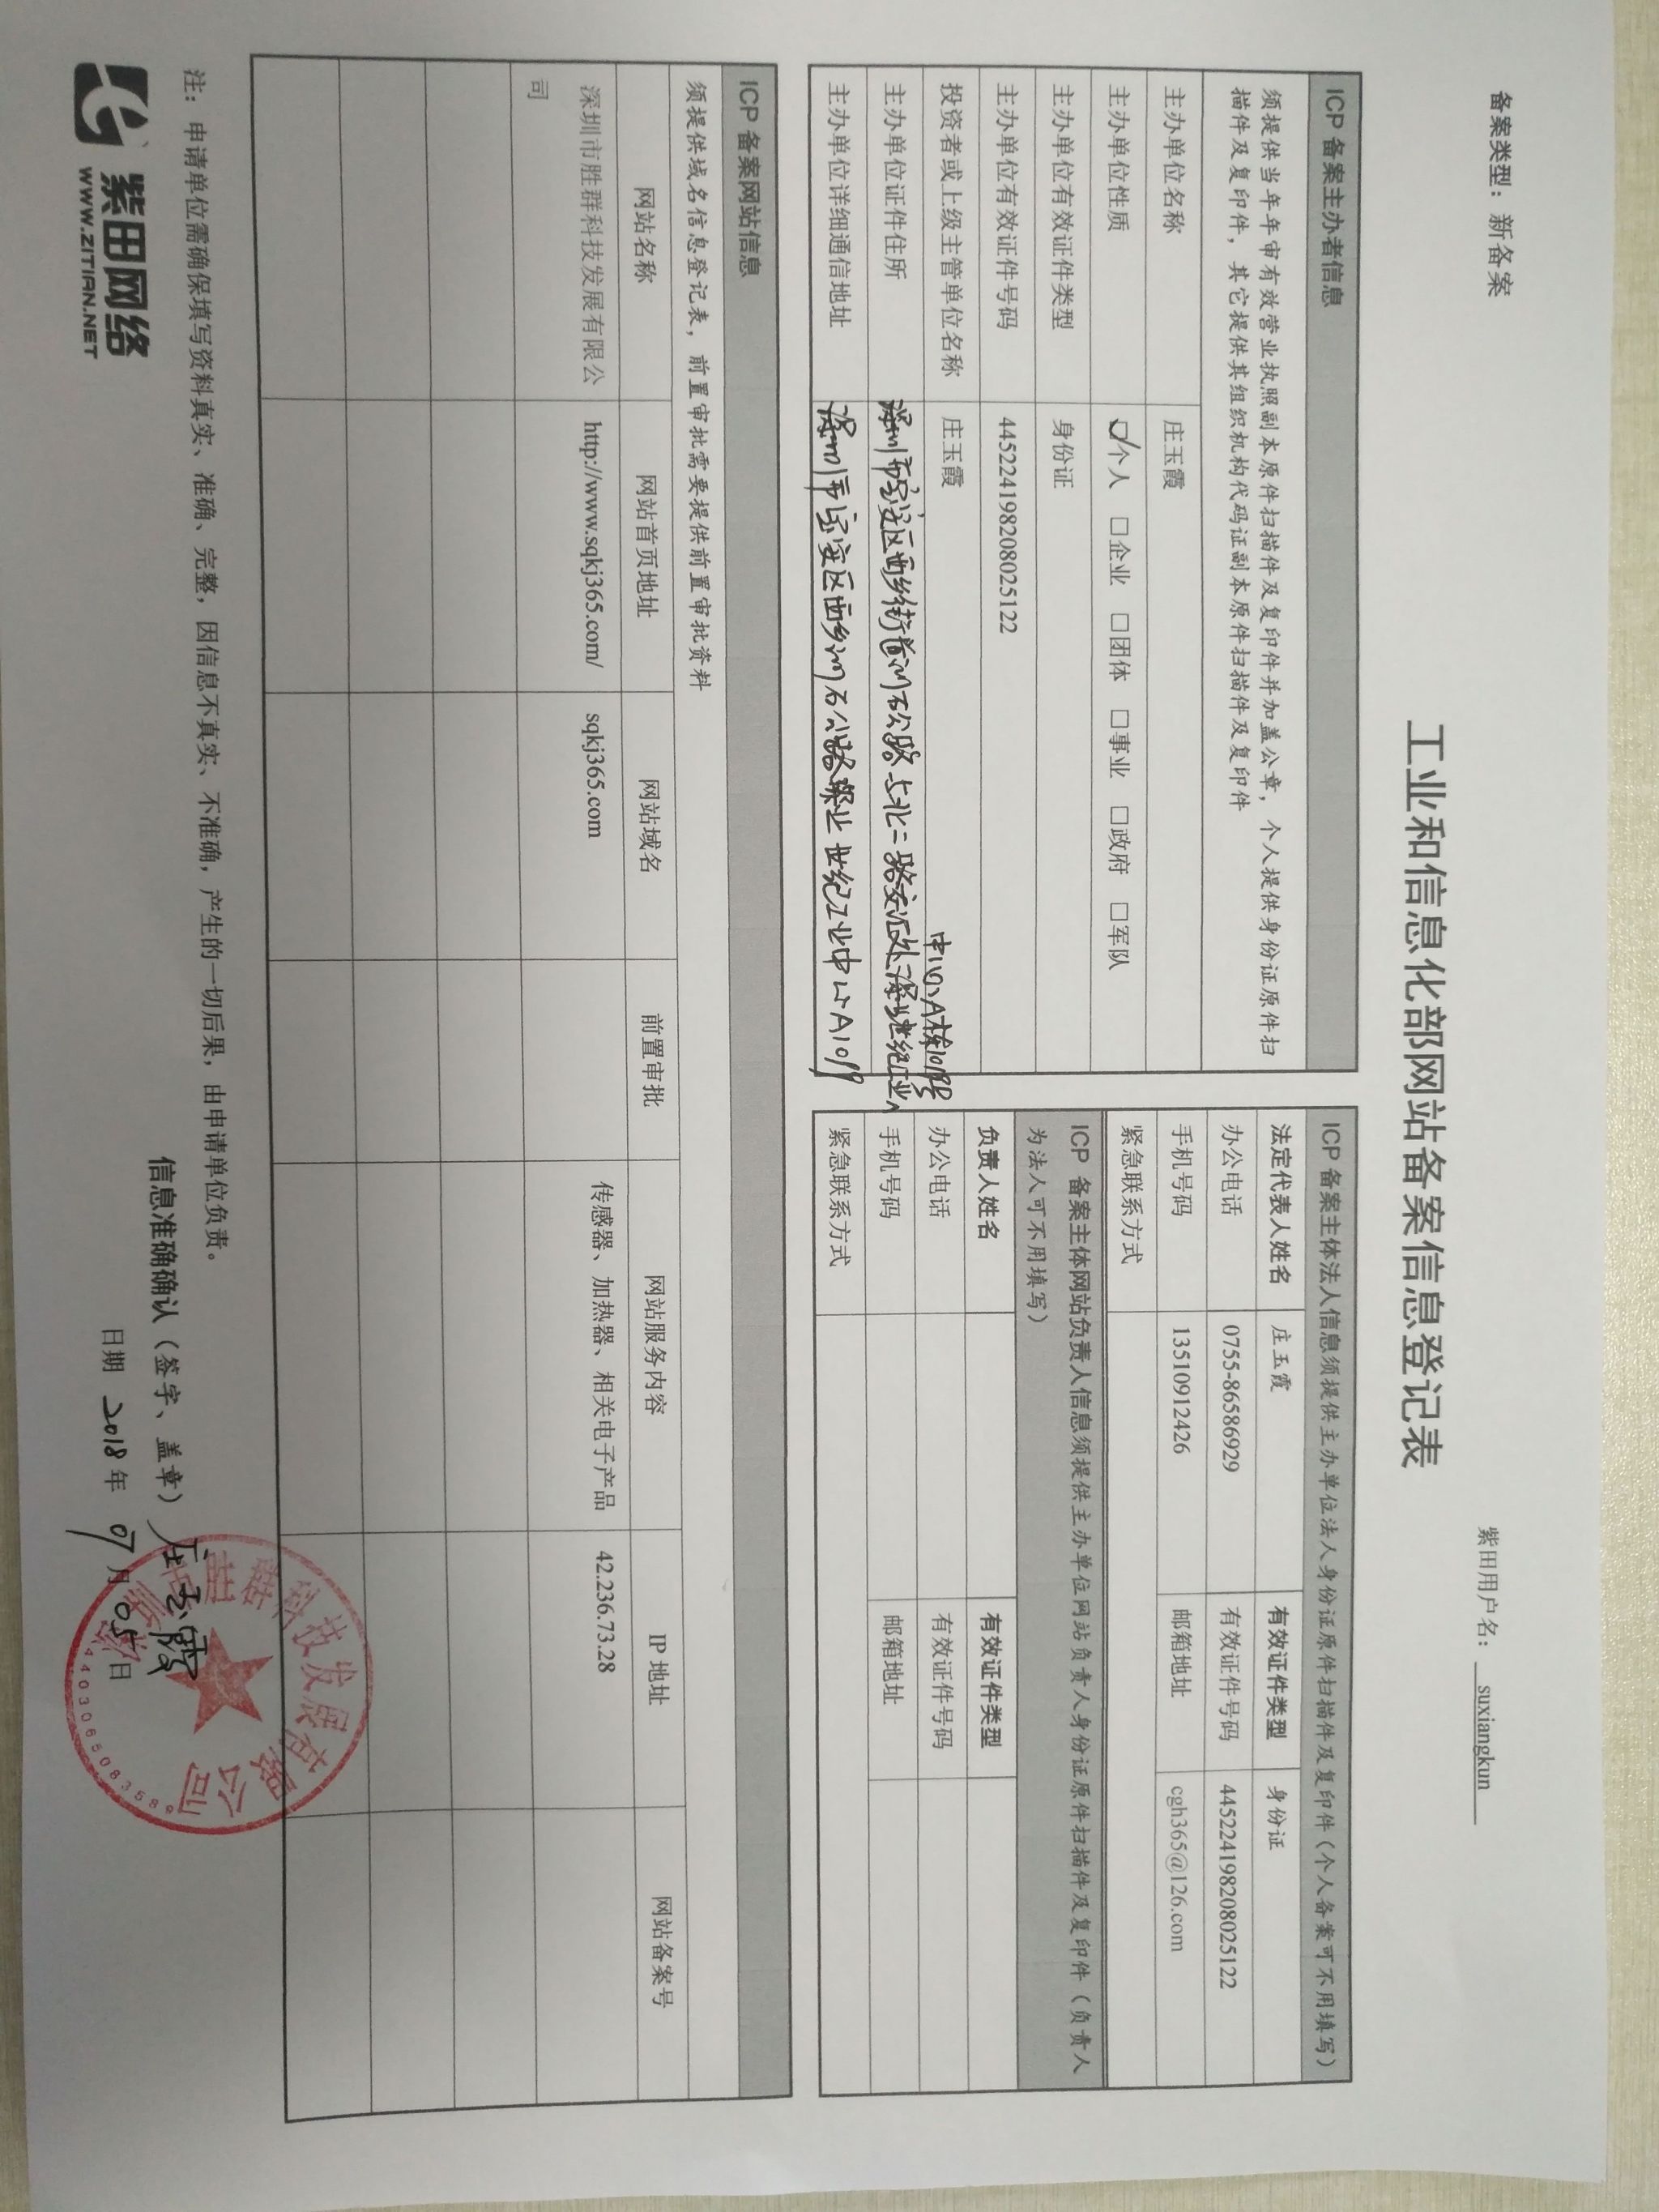 备案类型：新备案
工业和信息化部网站备案信息登记表
紫田用户名： suxiangkun
ICP 备案主办者信息
须提供当年年审有效营业执照副本原件扫描件及复印件并加盖公章，个人提供身份证原件扫
描件及复印件，其它提供其组织机构代码证副本原件扫描件及复印件
主办单位名称 庄玉霞
主办单位性质 ☑个人 □企业 □团体 □事业 □政府 □军队
主办单位有效证件类型 身份证
主办单位有效证件号码 445224198208025122
投资者或上级主管单位名称 庄玉霞
主办单位证件住所 深圳市宝安区西乡街道洲石公路与北二路交汇处深业世纪工业
中心A栋1019号
主办单位详细通信地址 深圳市宝安区西乡洲石公路深业世纪工业中心A1019
ICP 备案主体法人信息须提供主办单位法人身份证原件扫描件及复印件（个人备案可不用填写）
法定代表人姓名 庄玉霞 有效证件类型 身份证
办公电话 0755-86586929 有效证件号码 445224198208025122
手机号码 13510912426 邮箱地址 cgh365@126.com
紧急联系方式
ICP 备案主体网站负责人信息须提供主办单位网站负责人身份证原件扫描件及复印件（负责人
为法人可不用填写）
负责人姓名 有效证件类型
办公电话 有效证件号码
手机号码 邮箱地址
紧急联系方式
ICP 备案网站信息
须提供域名信息登记表，前置审批需要提供前置审批资料
网站名称 网站首页地址 网站域名 前置审批 网站服务内容 IP 地址 网站备案号
深圳市胜群科技发展有限公 http://www.sqkj365.com/ sqkj365.com 传感器、加热器、相关电子产品 42.236.73.28
司
注：申请单位需确保填写资料真实、准确、完整，因信息不真实、不准确，产生的一切后果，由申请单位负责。
信息准确确认（签字、盖章） 庄玉霞
日期 2018 年 07 月 05 日
深圳市胜群科技发展有限公司
4403065083589
紫田网络
WWW.ZITIAN.NET